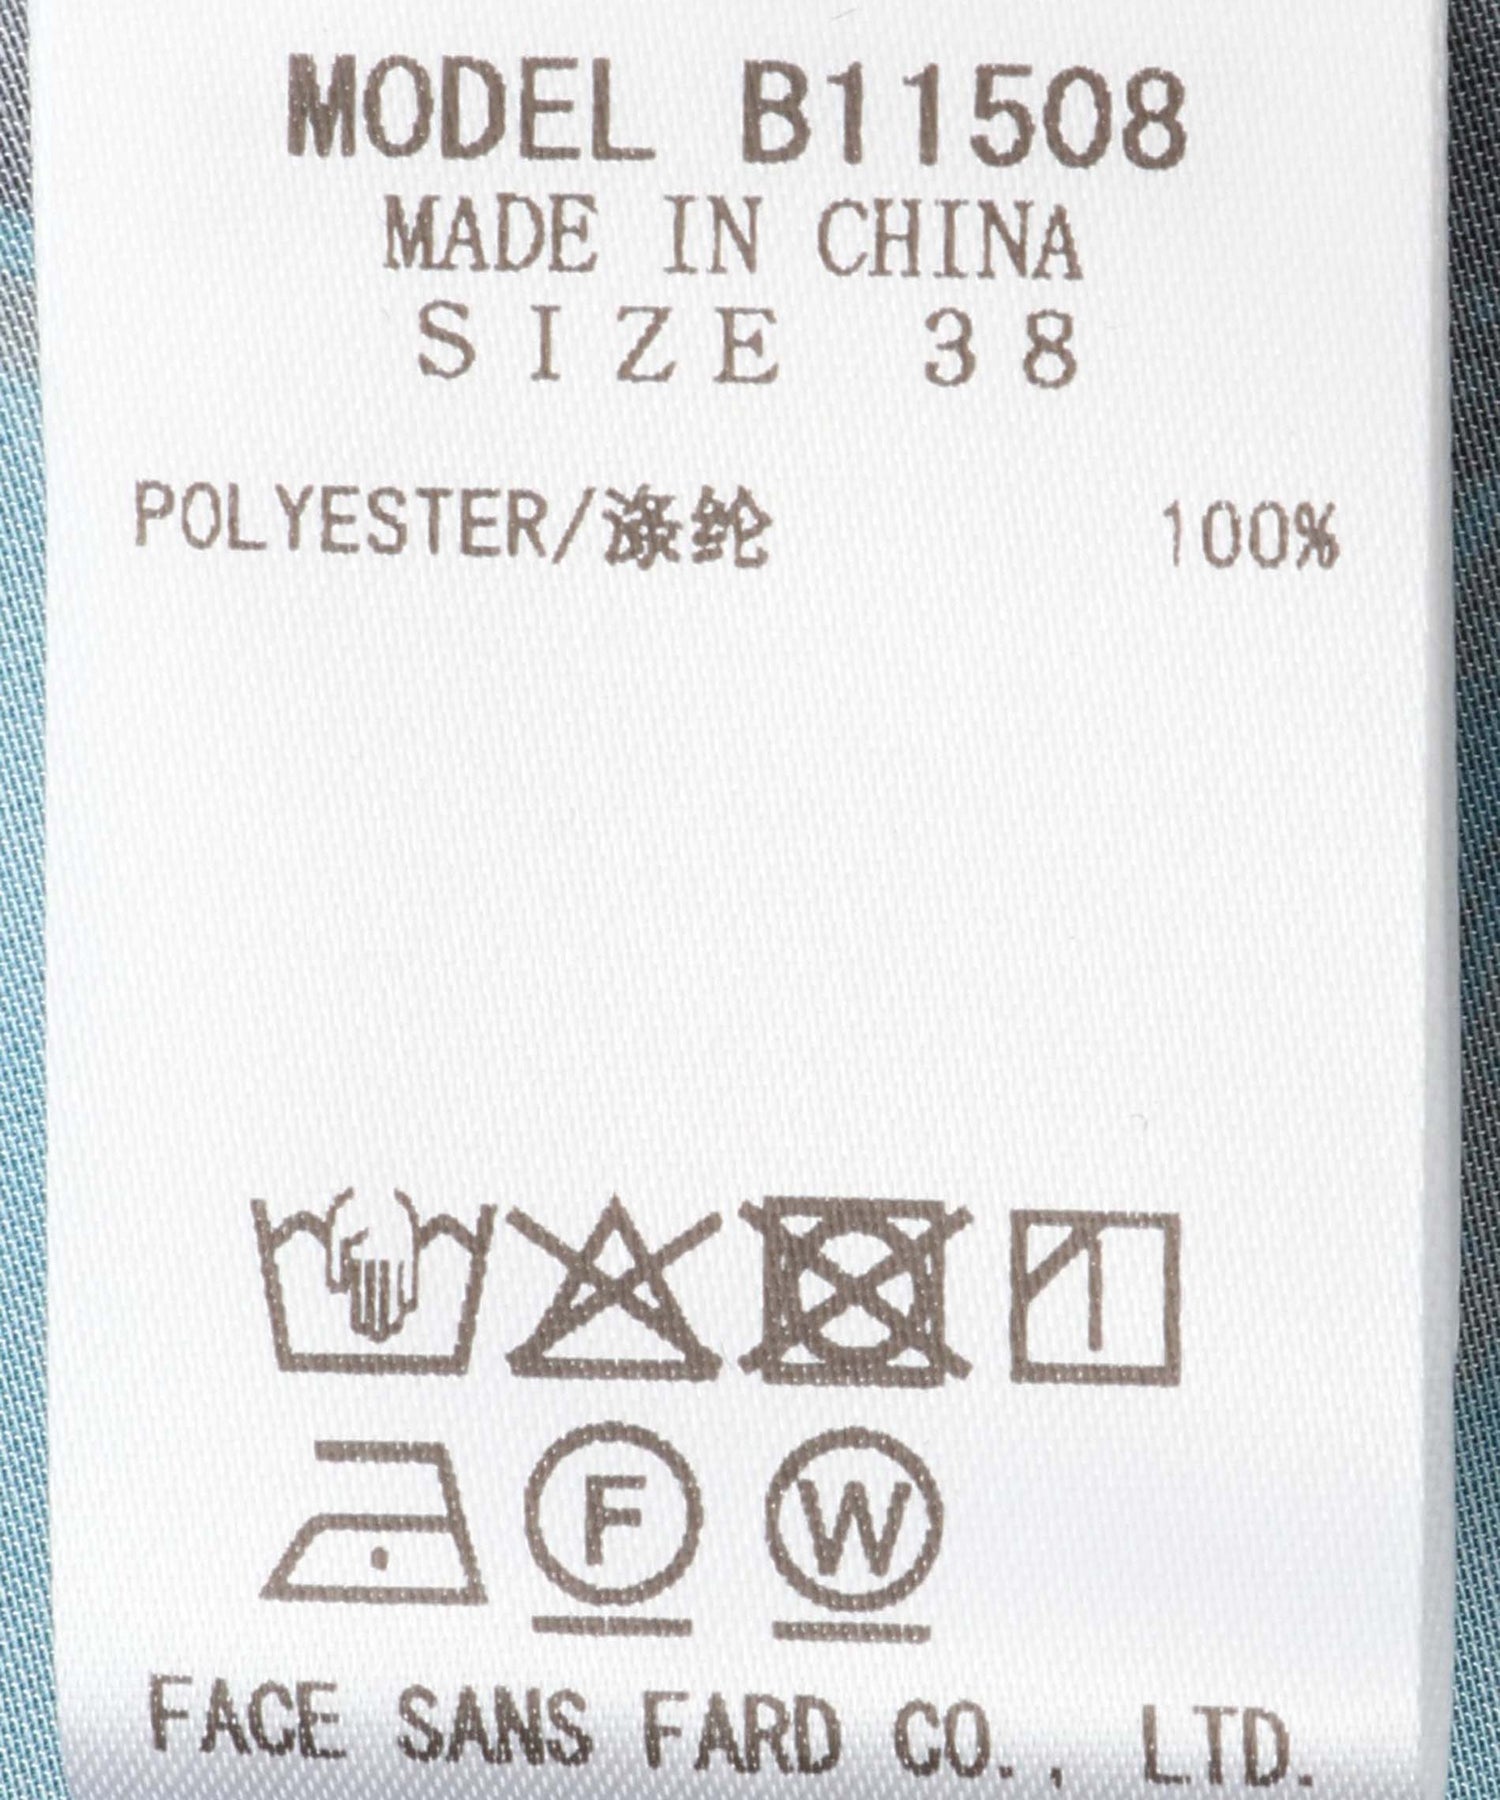 MODEL B11508
MADE IN CHINA
SIZE 38
POLYESTER/涤纶 100%
F W
FACE SANS FARD CO., LTD.